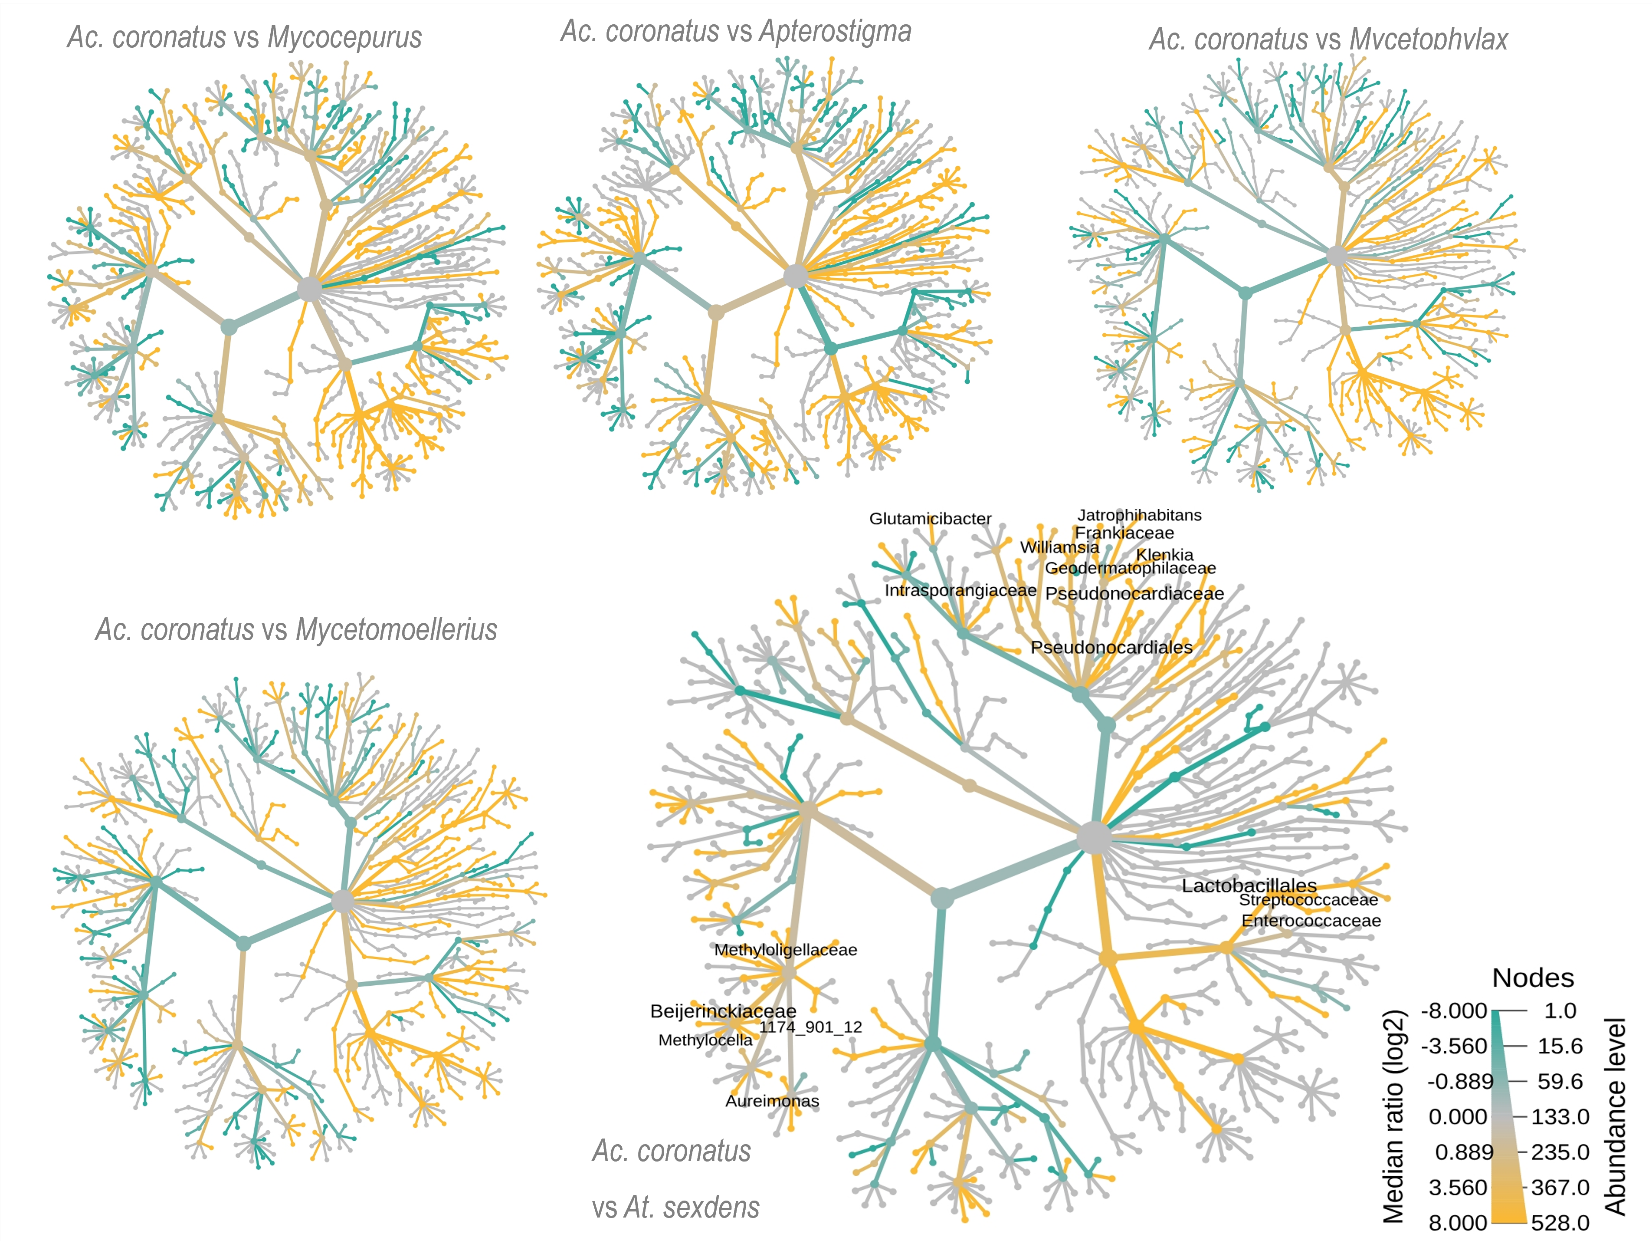 Ac. coronatus vs Mycocepurus
Ac. coronatus vs Apterostigma
Ac. coronatus vs Mycetophylax
Glutamicibacter
Jatrophihabitans
Frankiaceae
Williamsia
Klenkia
Geodermatophilaceae
Intrasporangiaceae
Pseudonocardiaceae
Pseudonocardiales
Ac. coronatus vs Mycetomoellerius
Lactobacillales
Streptococcaceae
Enterococcaceae
Methyloligellaceae
Beijerinckiaceae
1174_901_12
Methylocella
Aureimonas
Ac. coronatus
vs At. sexdens
Nodes
Median ratio (log2)
Abundance level
-8.000 1.0
-3.560 15.6
-0.889 59.6
0.000 133.0
0.889 235.0
3.560 367.0
8.000 528.0